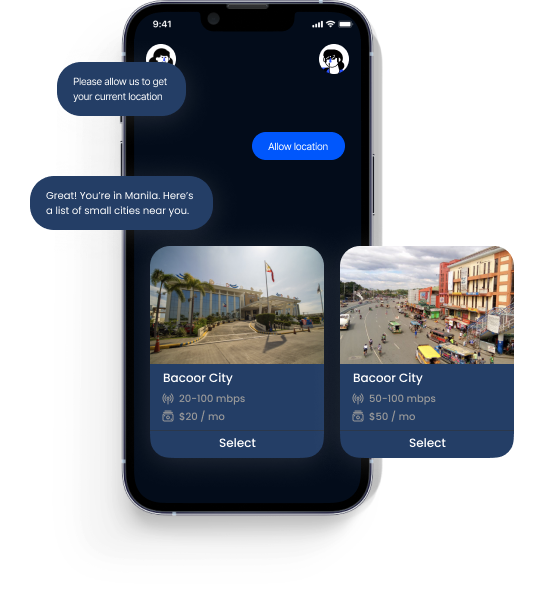 9:41
Please allow us to get
your current location
Allow location
Great! You're in Manila. Here's
a list of small cities near you.
Bacoor City
20-100 mbps
$20 / mo
Select
Bacoor City
50-100 mbps
$50 / mo
Select